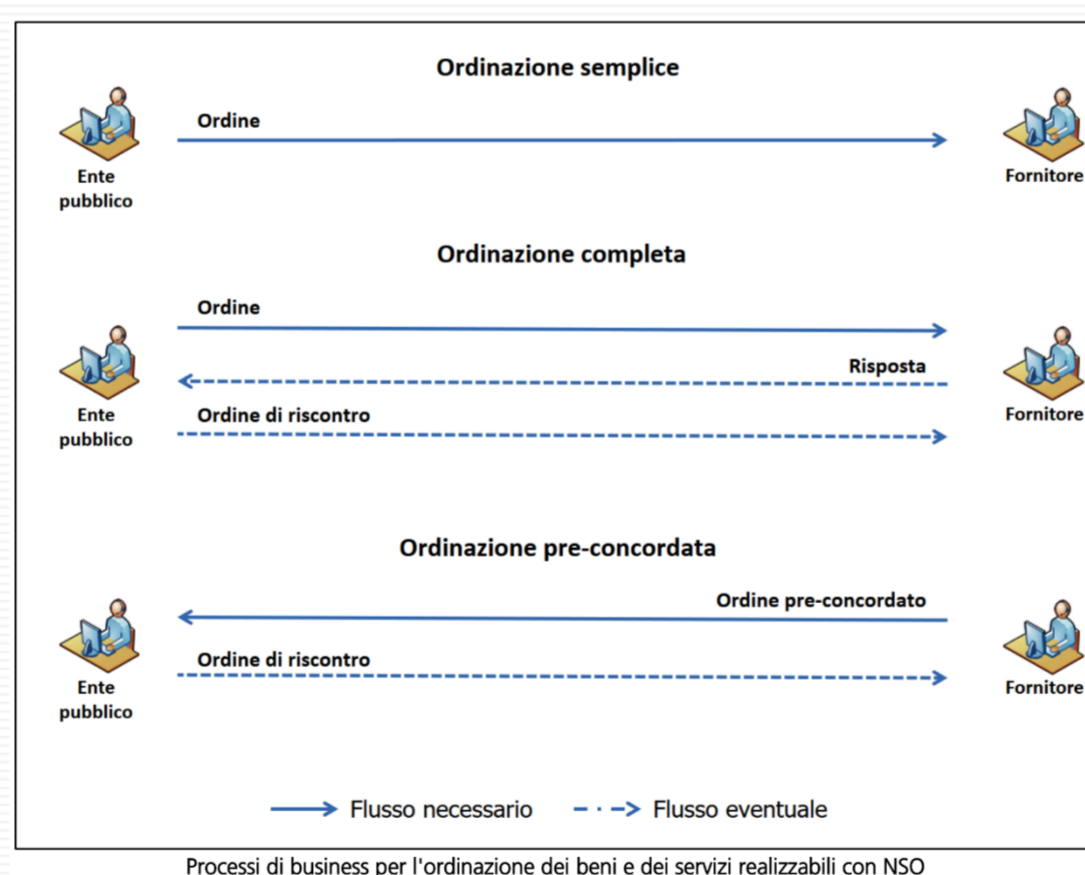 Ordinazione semplice
Ordine
Ente
pubblico
Fornitore
Ordinazione completa
Ordine
Risposta
Ordine di riscontro
Ente
pubblico
Fornitore
Ordinazione pre-concordata
Ordine pre-concordato
Ordine di riscontro
Ente
pubblico
Fornitore
Flusso necessario Flusso eventuale
Processi di business per l'ordinazione dei beni e dei servizi realizzabili con NSO